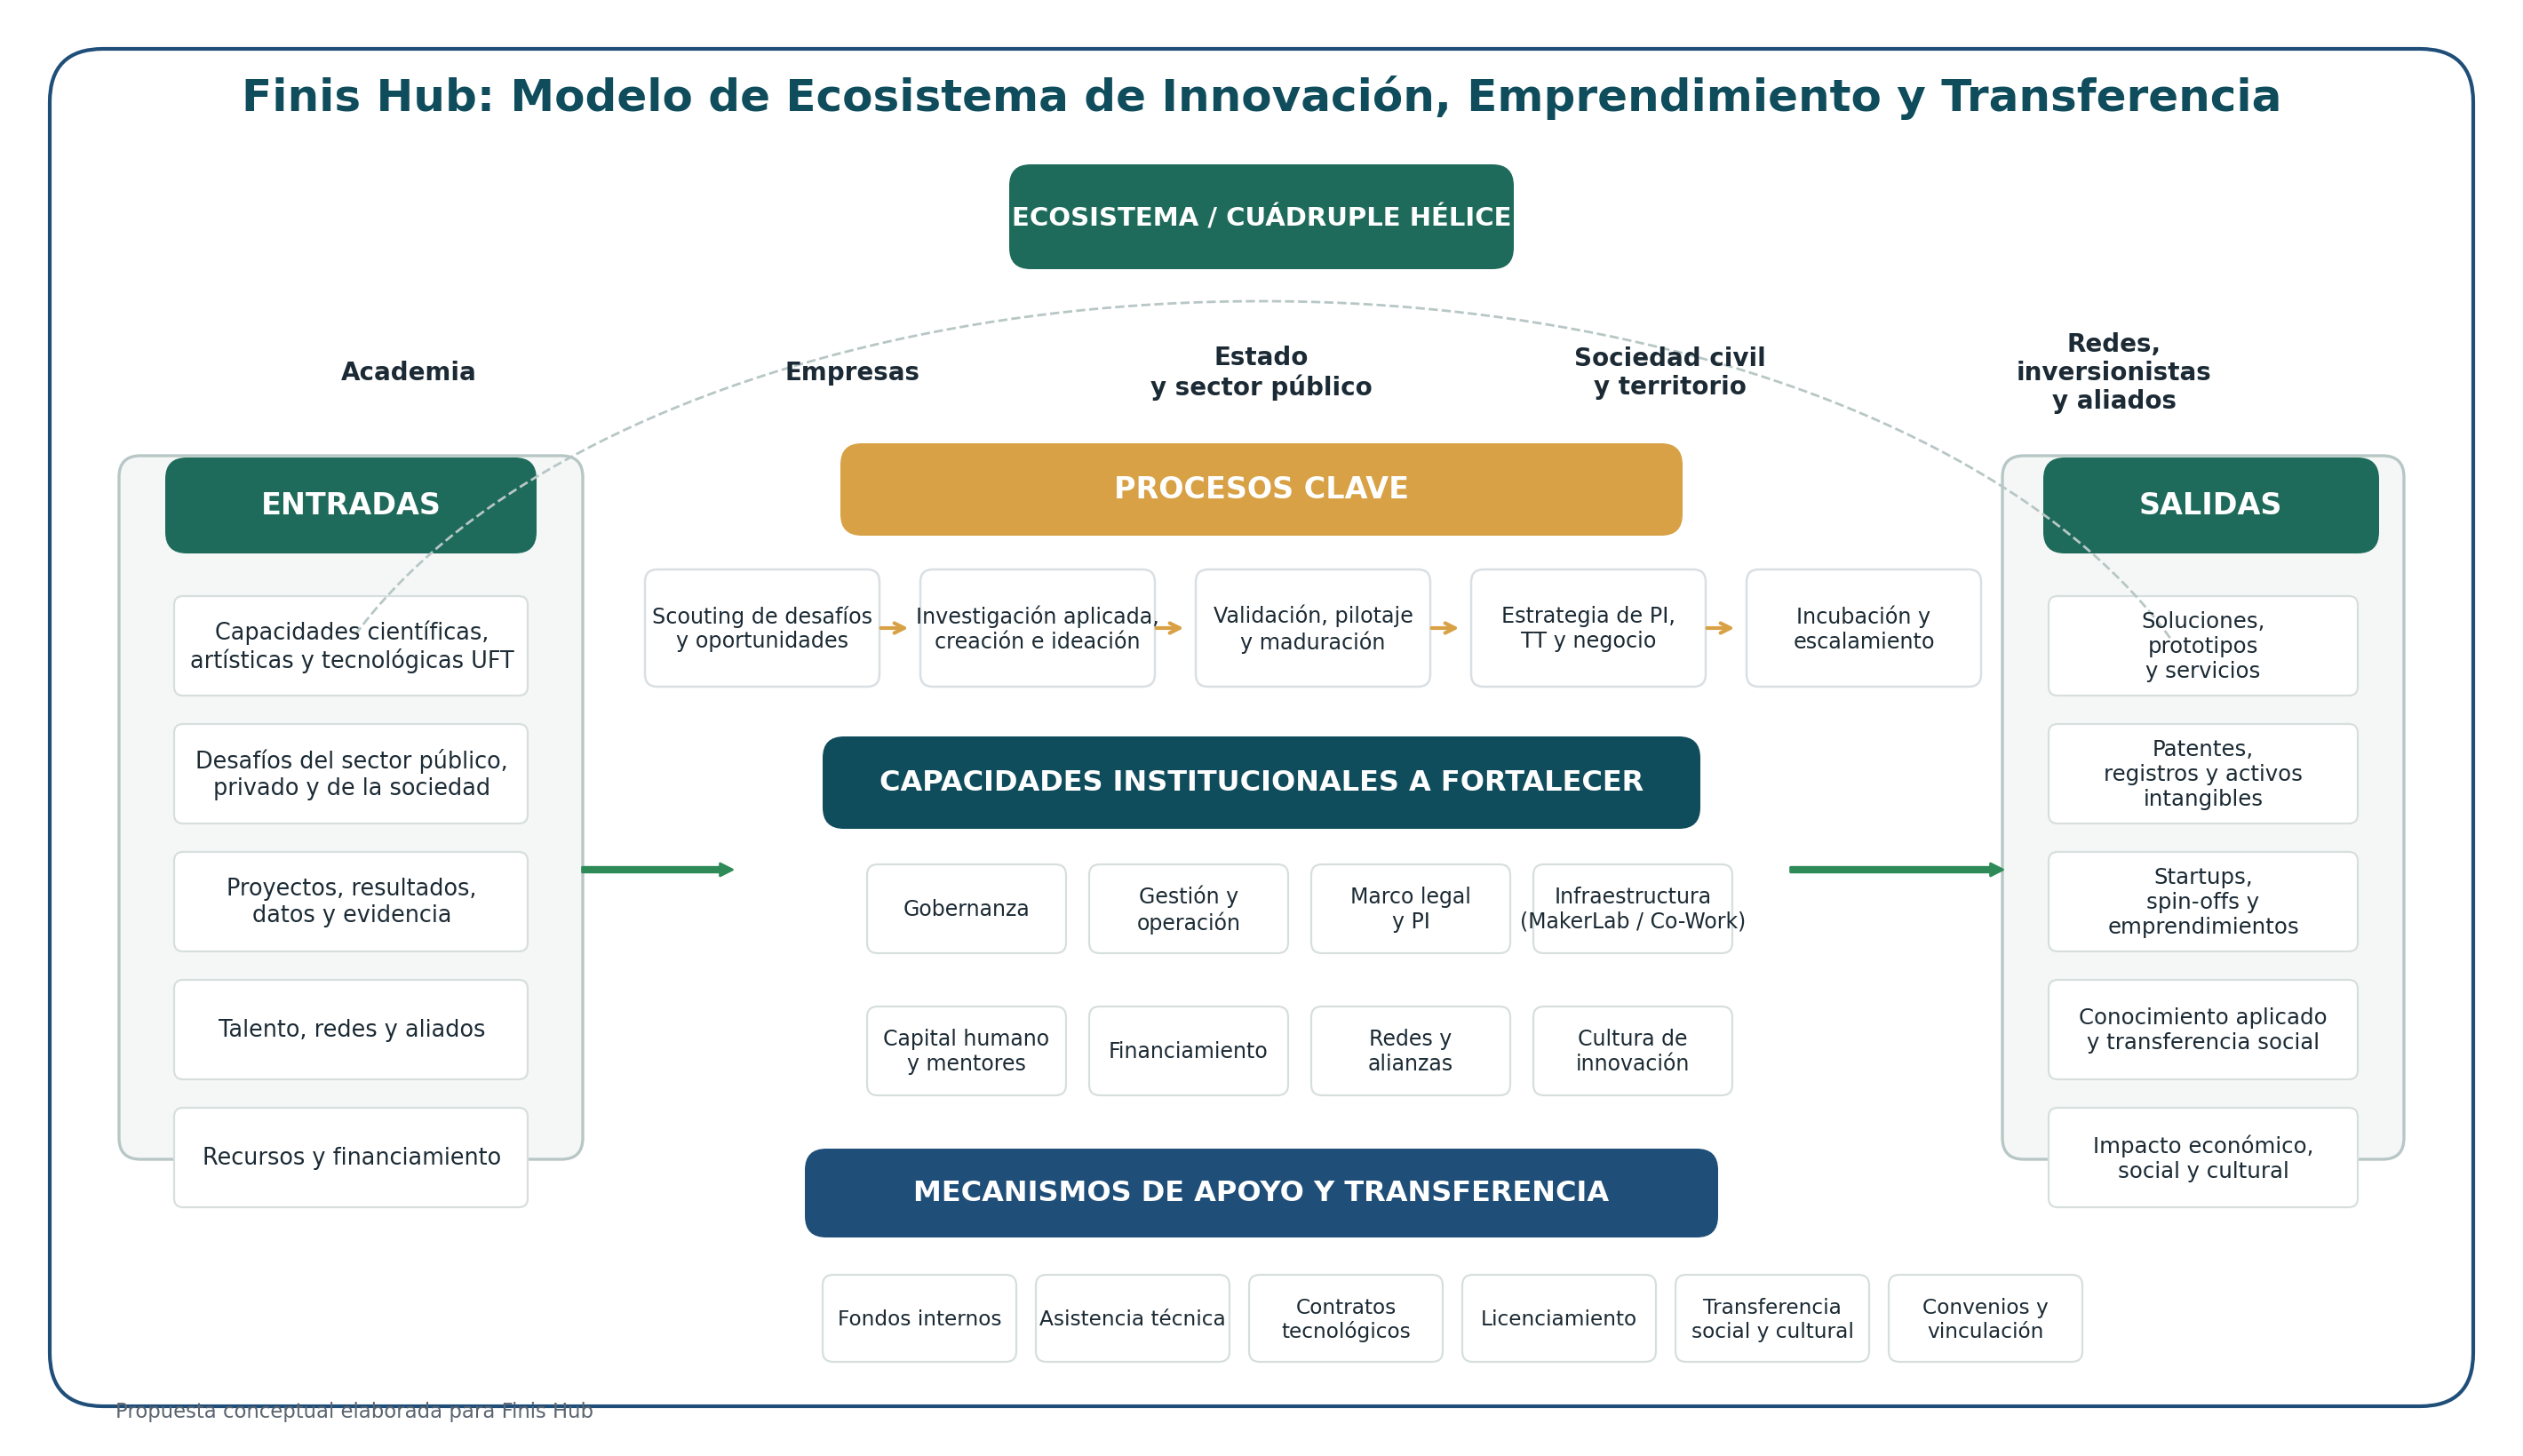 Finis Hub: Modelo de Ecosistema de Innovación, Emprendimiento y Transferencia
ECOSISTEMA / CUÁDRUPLE HÉLICE
Academia
Empresas
Estado
y sector público
Sociedad civil
y territorio
Redes,
inversionistas
y aliados
ENTRADAS
Capacidades científicas,
artísticas y tecnológicas UFT
Desafíos del sector público,
privado y de la sociedad
Proyectos, resultados,
datos y evidencia
Talento, redes y aliados
Recursos y financiamiento
PROCESOS CLAVE
Scouting de desafíos
y oportunidades
Investigación aplicada,
creación e ideación
Validación, pilotaje
y maduración
Estrategia de PI,
TT y negocio
Incubación y
escalamiento
CAPACIDADES INSTITUCIONALES A FORTALECER
Gobernanza
Gestión y
operación
Marco legal
y PI
Infraestructura
(MakerLab / Co-Work)
Capital humano
y mentores
Financiamiento
Redes y
alianzas
Cultura de
innovación
MECANISMOS DE APOYO Y TRANSFERENCIA
Fondos internos
Asistencia técnica
Contratos
tecnológicos
Licenciamiento
Transferencia
social y cultural
Convenios y
vinculación
SALIDAS
Soluciones,
prototipos
y servicios
Patentes,
registros y activos
intangibles
Startups,
spin-offs y
emprendimientos
Conocimiento aplicado
y transferencia social
Impacto económico,
social y cultural
Propuesta conceptual elaborada para Finis Hub